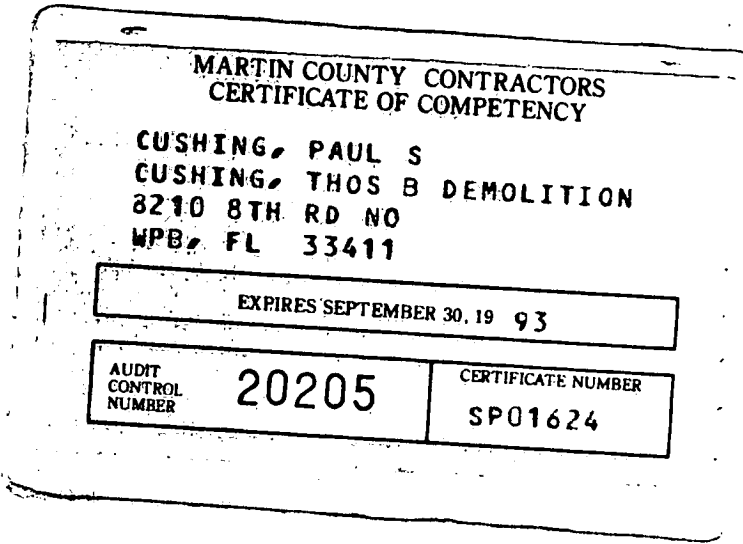 MARTIN COUNTY CONTRACTORS
CERTIFICATE OF COMPETENCY
CUSHING, PAUL S
CUSHING, THOS B DEMOLITION
8210 8TH RD NO
WPB, FL 33411
EXPIRES SEPTEMBER 30, 19 93
AUDIT
CONTROL
NUMBER
20205
CERTIFICATE NUMBER
SP01624